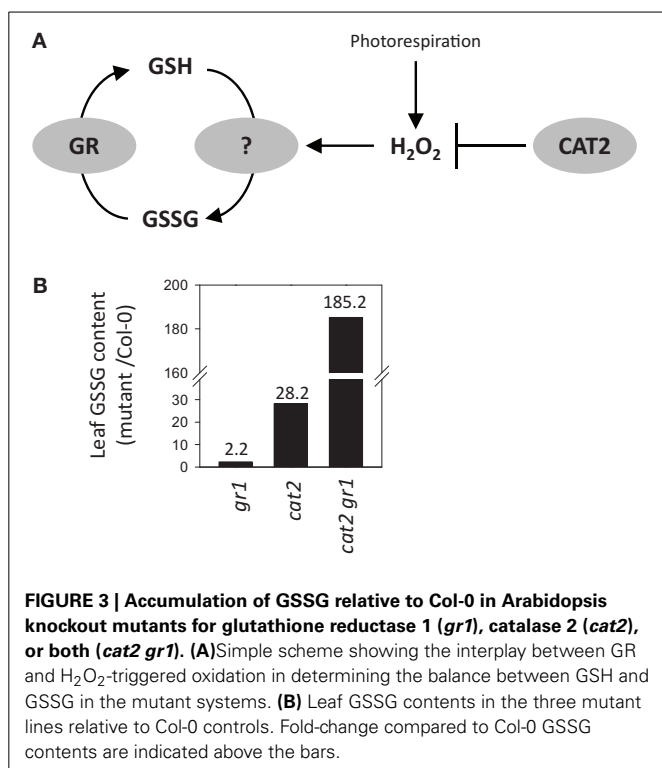 A
Photorespiration
GSH
GR
?
H₂O₂
CAT2
GSSG
B
Leaf GSSG content
(mutant /Col-0)
200
180
160
30
20
10
0
2.2
28.2
185.2
gr1
cat2
cat2 gr1
FIGURE 3 | Accumulation of GSSG relative to Col-0 in Arabidopsis
knockout mutants for glutathione reductase 1 (gr1), catalase 2 (cat2),
or both (cat2 gr1). (A)Simple scheme showing the interplay between GR
and H₂O₂-triggered oxidation in determining the balance between GSH and
GSSG in the mutant systems. (B) Leaf GSSG contents in the three mutant
lines relative to Col-0 controls. Fold-change compared to Col-0 GSSG
contents are indicated above the bars.